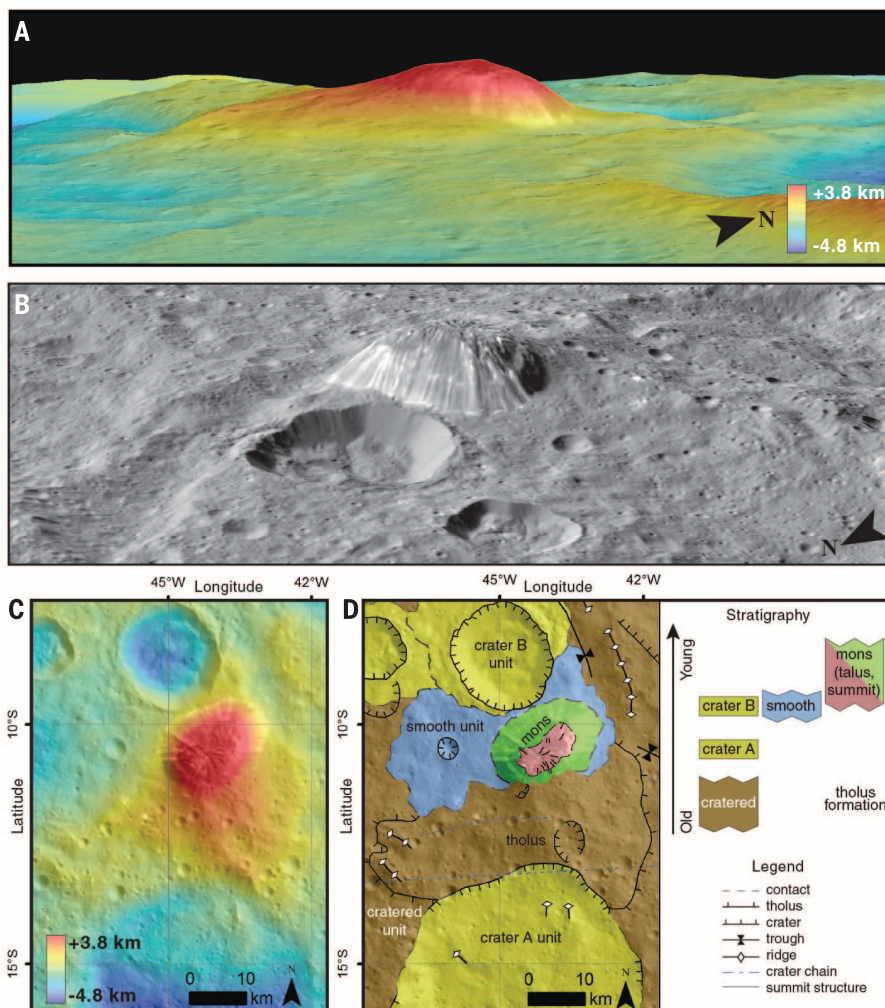 A
+3.8 km
N
-4.8 km
B
N
45°W
Longitude
42°W
45°W
Longitude
42°W
C
10°S
Latitude
15°S
+3.8 km
-4.8 km
0
10
km
N
D
10°S
Latitude
15°S
crater B
unit
smooth unit
mons
tholus
cratered
unit
crater A unit
0
10
km
N
Stratigraphy
Young
Old
mons
(talus,
summit)
crater B
smooth
crater A
cratered
tholus
formation
Legend
contact
tholus
crater
trough
ridge
crater chain
summit structure